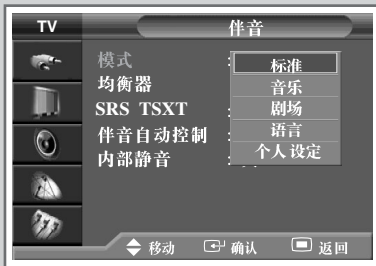 TV
伴音
模式 :
标准
均衡器
音乐
SRS TSXT :
剧场
伴音自动控制 :
语言
内部静音 :
个人设定
移动 确认 返回